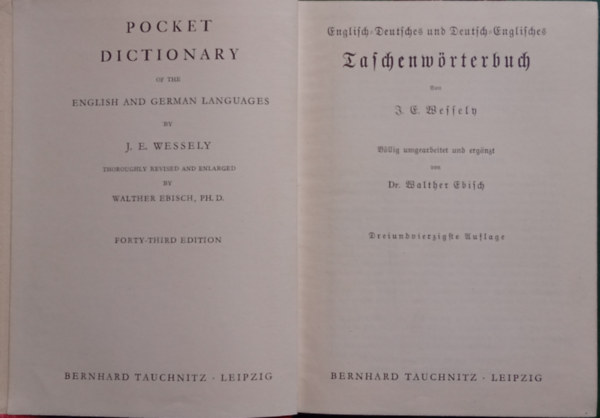 POCKET
DICTIONARY
OF THE
ENGLISH AND GERMAN LANGUAGES
BY
J. E. WESSELY
THOROUGHLY REVISED AND ENLARGED
BY
WALTHER EBISCH, PH. D.
FORTY-THIRD EDITION
BERNHARD TAUCHNITZ · LEIPZIG
Englisch-Deutsches und Deutsch-Englisches
Taschenwörterbuch
von
J. E. Wessely
Völlig umgearbeitet und ergänzt
von
Dr. Walther Ebisch
Dreiundvierzigste Auflage
BERNHARD TAUCHNITZ · LEIPZIG